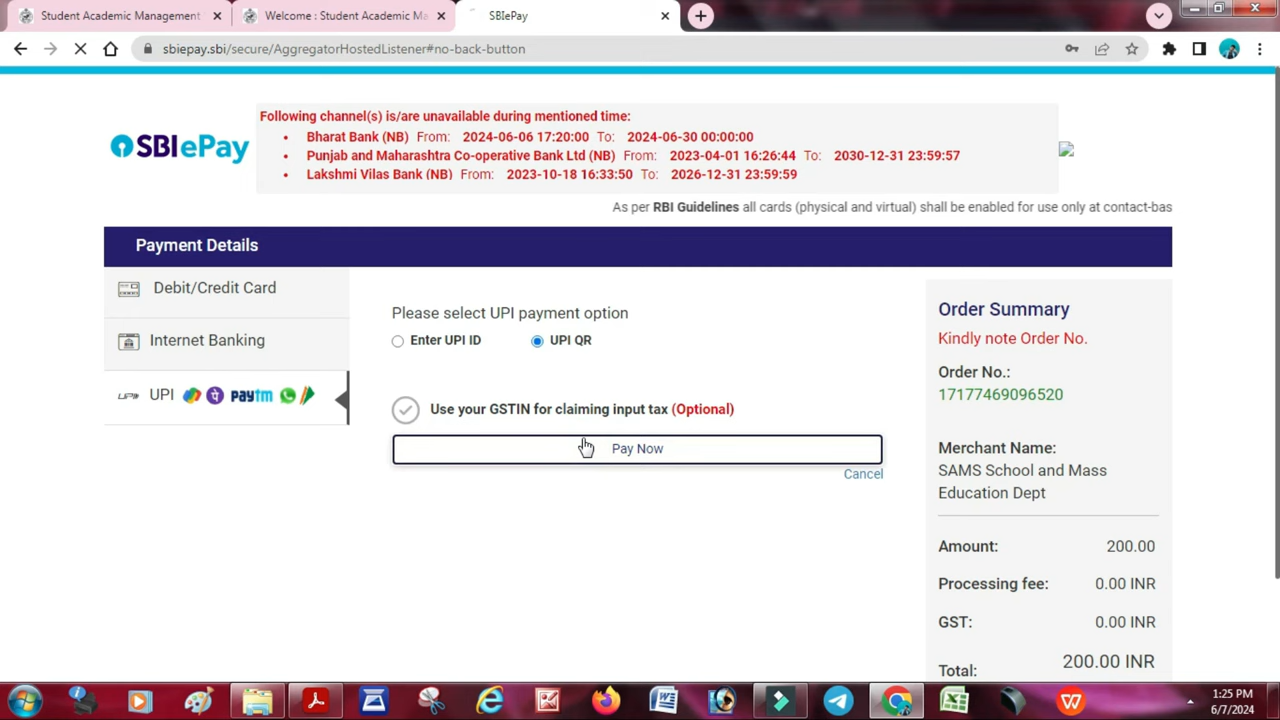 Student Academic Management
Welcome : Student Academic Ma
SBIePay
sbiepay.sbi/secure/AggregatorHostedListener#no-back-button
Following channel(s) is/are unavailable during mentioned time:
• Bharat Bank (NB) From: 2024-06-06 17:20:00 To: 2024-06-30 00:00:00
• Punjab and Maharashtra Co-operative Bank Ltd (NB) From: 2023-04-01 16:26:44 To: 2030-12-31 23:59:57
• Lakshmi Vilas Bank (NB) From: 2023-10-18 16:33:50 To: 2026-12-31 23:59:59
SBIePay
As per RBI Guidelines all cards (physical and virtual) shall be enabled for use only at contact-bas
Payment Details
Debit/Credit Card
Internet Banking
UPI UPI paytm
Please select UPI payment option
Enter UPI ID UPI QR
Use your GSTIN for claiming input tax (Optional)
Pay Now
Cancel
Order Summary
Kindly note Order No.
Order No.:
17177469096520
Merchant Name:
SAMS School and Mass
Education Dept
Amount: 200.00
Processing fee: 0.00 INR
GST: 0.00 INR
Total: 200.00 INR
1:25 PM
6/7/2024